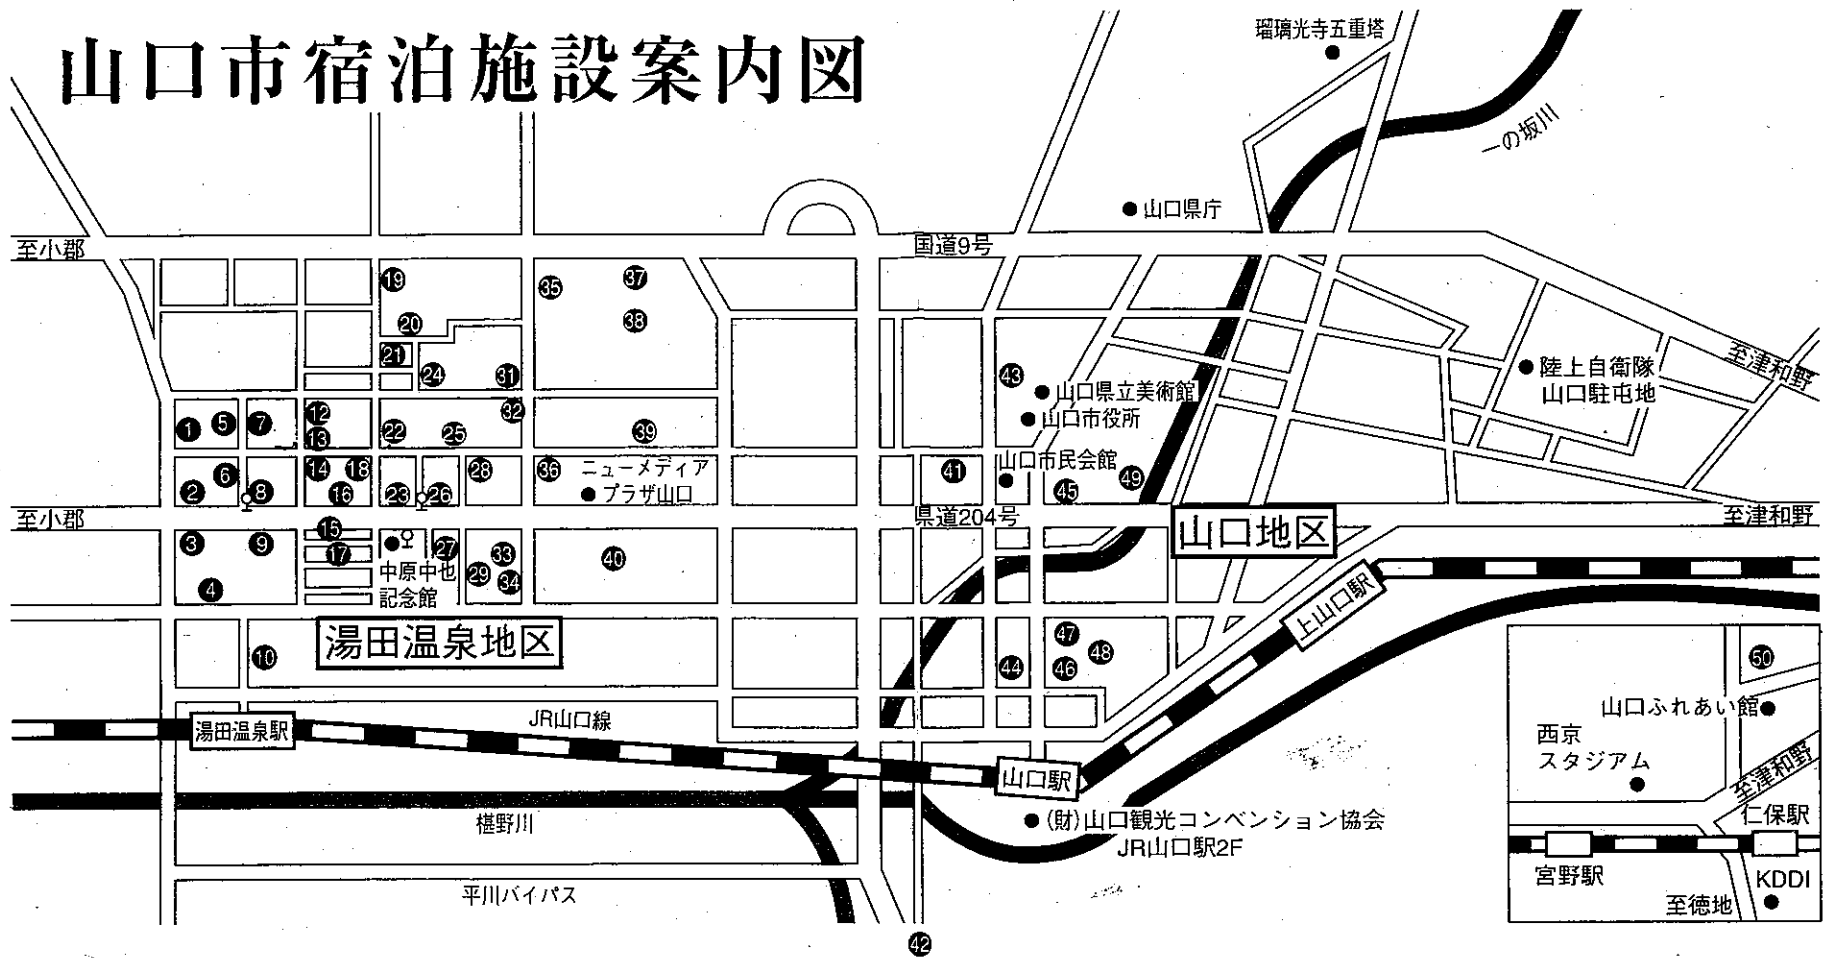 山口市宿泊施設案内図
瑠璃光寺五重塔
一の坂川
山口県庁
至小郡
国道9号
19
35
37
20
38
21
24
31
43
至津和野
陸上自衛隊
山口駐屯地
山口県立美術館
山口市役所
1
5
7
12
13
22
25
32
39
14
18
28
36
ニューメディア
プラザ山口
41
山口市民会館
49
45
2
6
8
16
23
26
至小郡
県道204号
山口地区
至津和野
3
9
15
17
27
33
29
34
40
4
中原中也
記念館
上山口駅
湯田温泉地区
10
47
48
44
46
湯田温泉駅
JR山口線
山口駅
椹野川
(財)山口観光コンベンション協会
JR山口駅2F
平川バイパス
42
50
山口ふれあい館
西京
スタジアム
至津和野
仁保駅
宮野駅
KDDI
至徳地